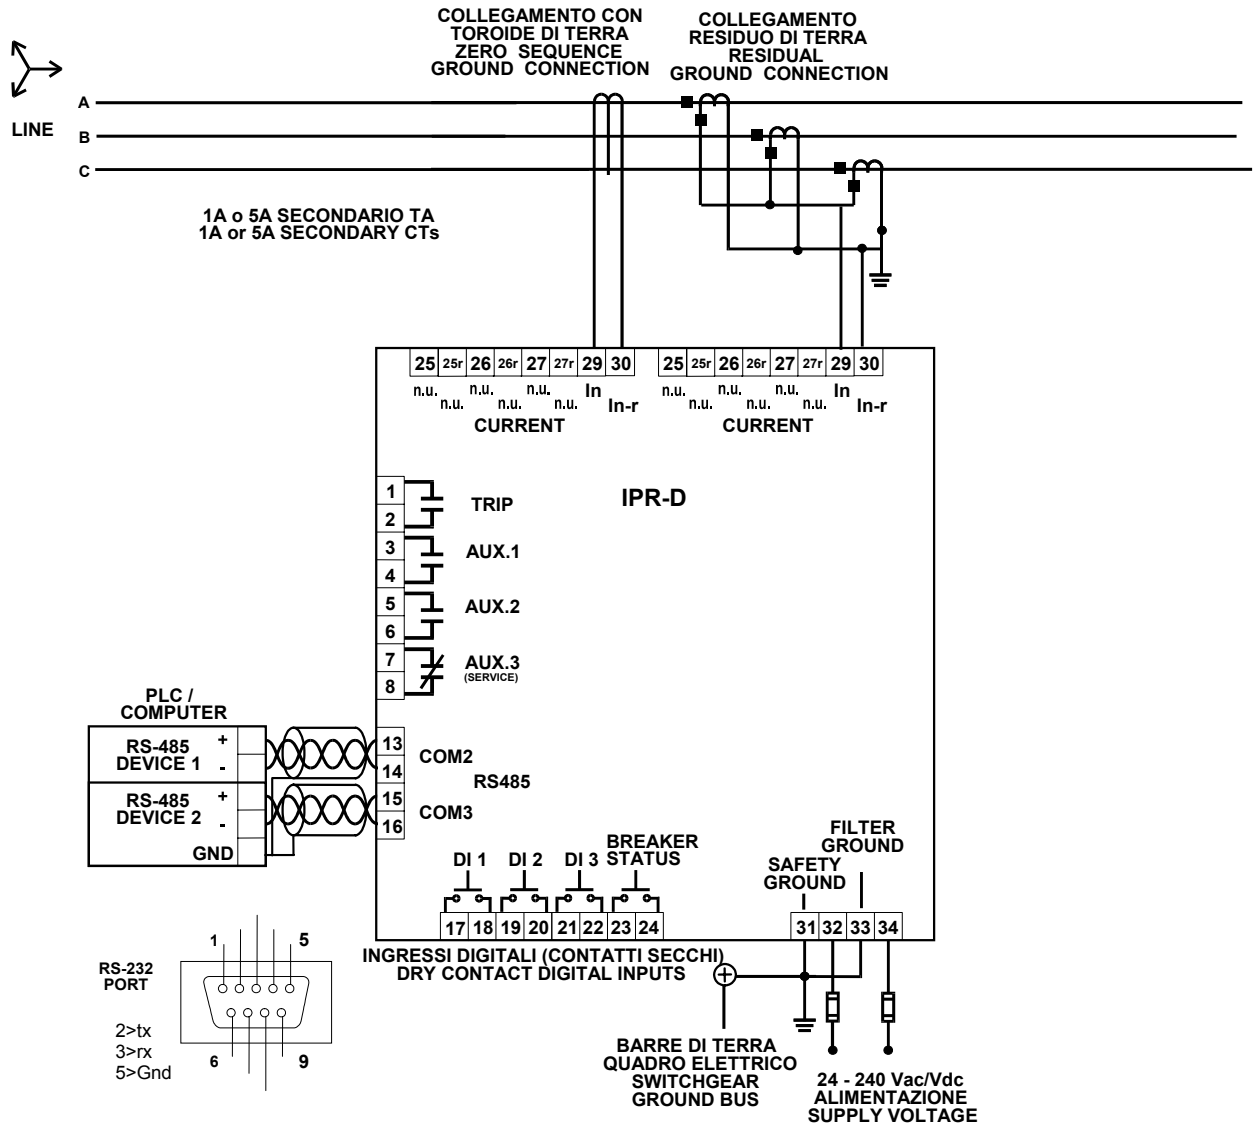 COLLEGAMENTO CON
TOROIDE DI TERRA
ZERO SEQUENCE
GROUND CONNECTION
COLLEGAMENTO
RESIDUO DI TERRA
RESIDUAL
GROUND CONNECTION
A
LINE
B
C
1A o 5A SECONDARIO TA
1A or 5A SECONDARY CTs
25 25r 26 26r 27 27r 29 30
25 25r 26 26r 27 27r 29 30
n.u. n.u. n.u. n.u. n.u. n.u. In In-r
n.u. n.u. n.u. n.u. n.u. n.u. In In-r
CURRENT
CURRENT
IPR-D
1
2
TRIP
3
4
AUX.1
5
6
AUX.2
7
8
AUX.3
(SERVICE)
PLC /
COMPUTER
RS-485
DEVICE 1
+
-
RS-485
DEVICE 2
+
-
GND
13
14
15
16
COM2
RS485
COM3
DI 1
DI 2
DI 3
BREAKER
STATUS
FILTER
GROUND
SAFETY
GROUND
17 18 19 20 21 22 23 24
31 32 33 34
INGRESSI DIGITALI (CONTATTI SECCHI)
DRY CONTACT DIGITAL INPUTS
1
5
RS-232
PORT
2>tx
3>rx
5>Gnd
6
9
BARRE DI TERRA
QUADRO ELETTRICO
SWITCHGEAR
GROUND BUS
24 - 240 Vac/Vdc
ALIMENTAZIONE
SUPPLY VOLTAGE